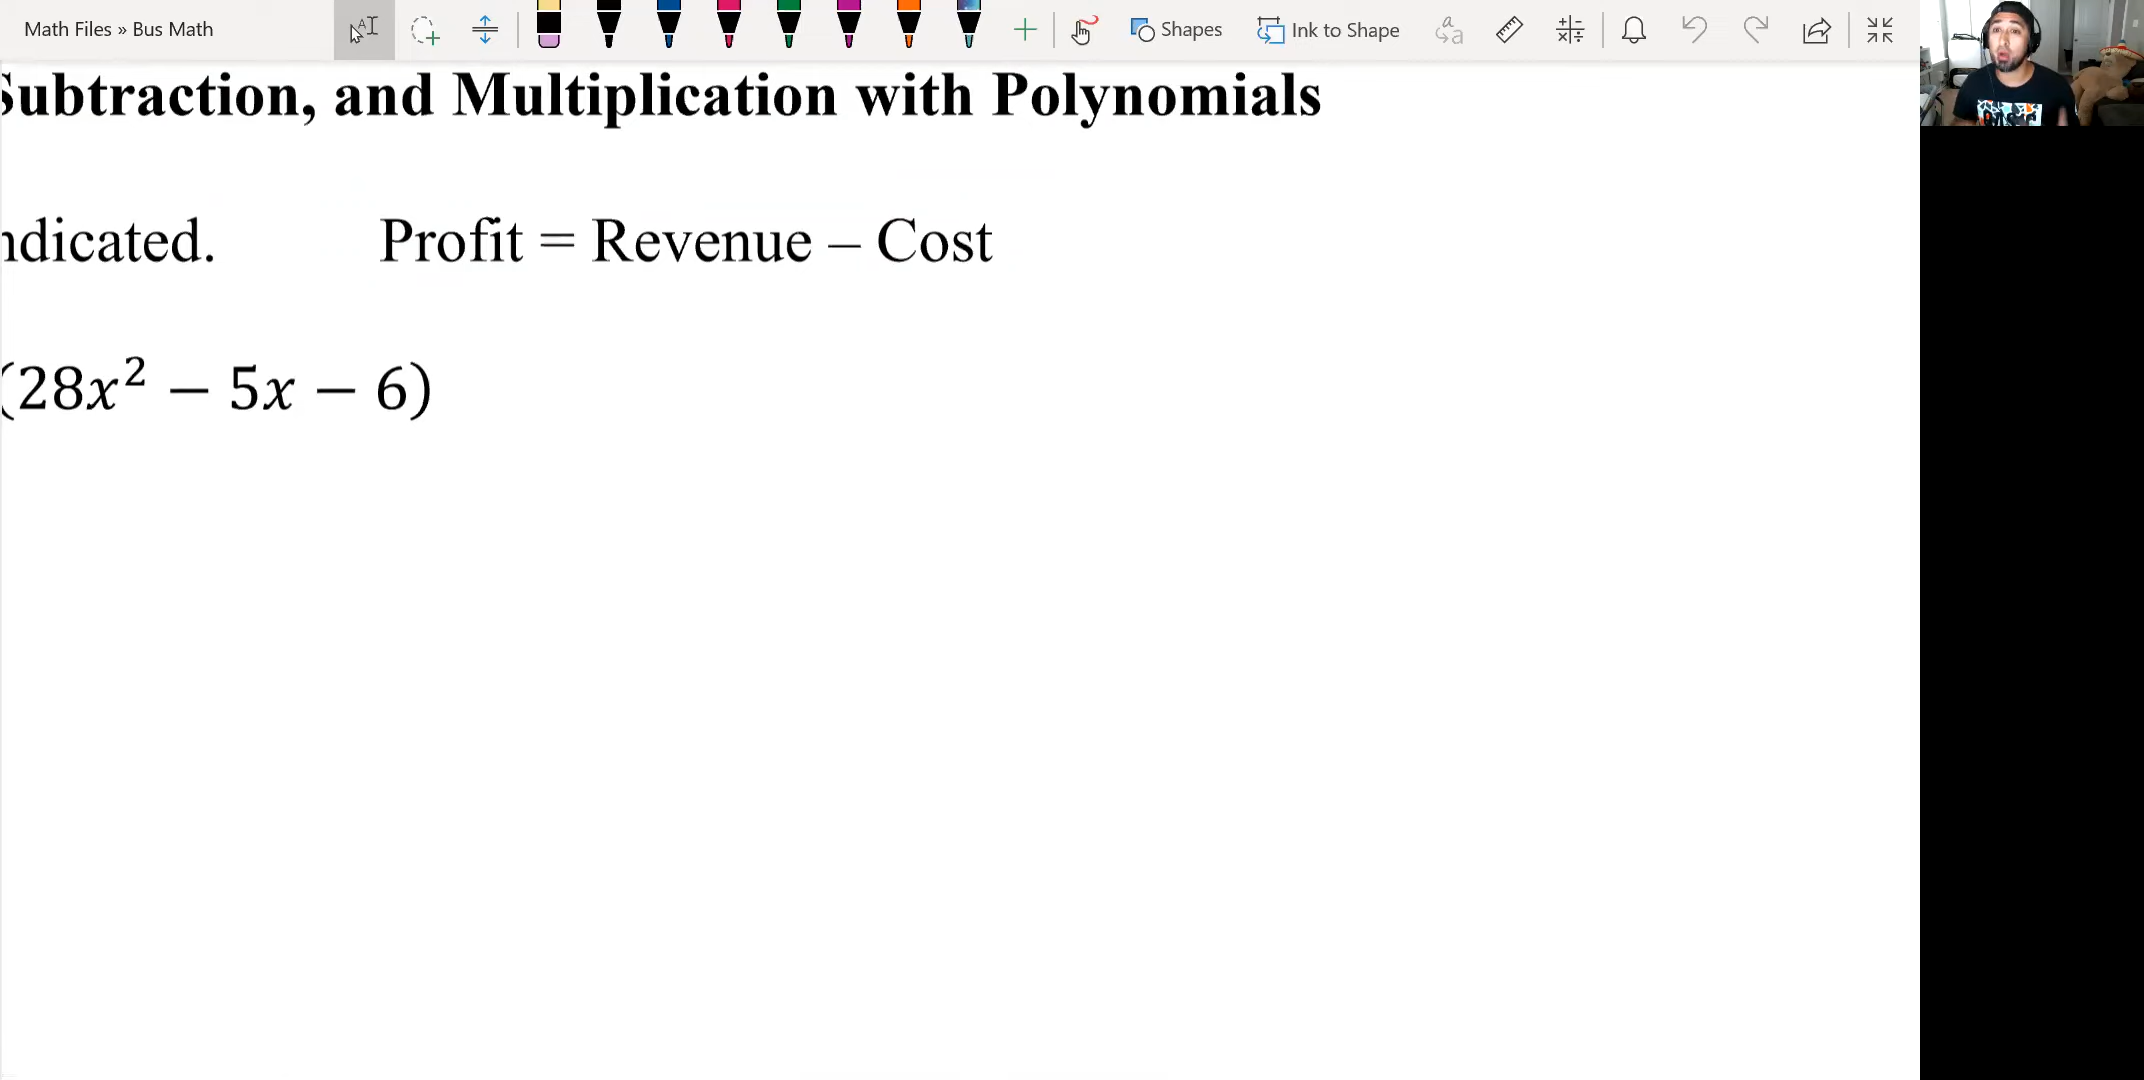 Math Files » Bus Math
Shapes
Ink to Shape
Subtraction, and Multiplication with Polynomials
ndicated. Profit = Revenue – Cost
(28x² − 5x − 6)